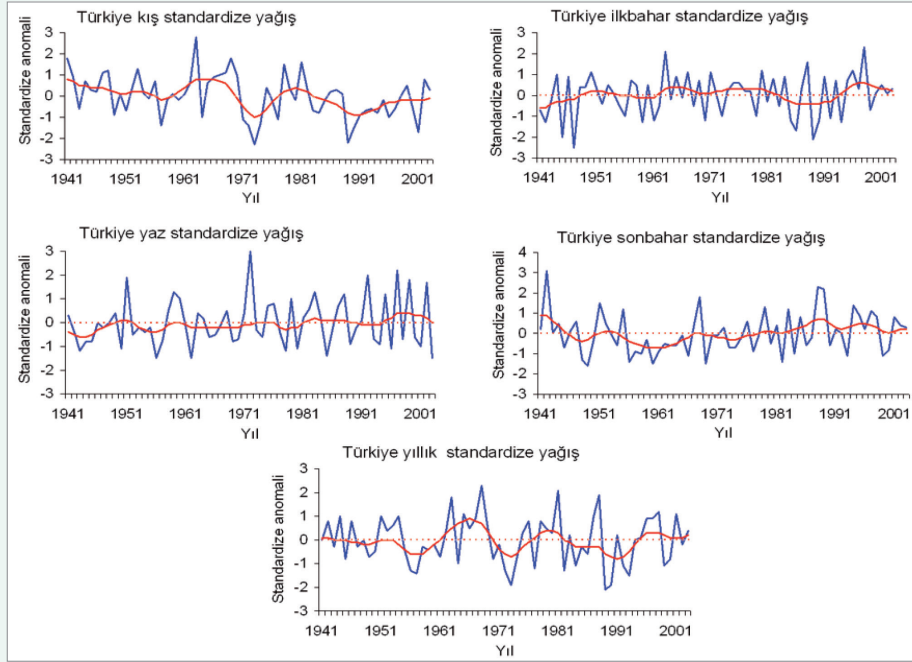 Türkiye kış standardize yağış
Standardize anomali
3
2
1
0
-1
-2
-3
1941 1951 1961 1971 1981 1991 2001
Yıl
Türkiye ilkbahar standardize yağış
Standardize anomali
3
2
1
0
-1
-2
-3
1941 1951 1961 1971 1981 1991 2001
Yıl
Türkiye yaz standardize yağış
Standardize anomali
3
2
1
0
-1
-2
-3
1941 1951 1961 1971 1981 1991 2001
Yıl
Türkiye sonbahar standardize yağış
Standardize anomali
4
3
2
1
0
-1
-2
-3
1941 1951 1961 1971 1981 1991 2001
Yıl
Türkiye yıllık standardize yağış
Standardize anomali
3
2
1
0
-1
-2
-3
1941 1951 1961 1971 1981 1991 2001
Yıl